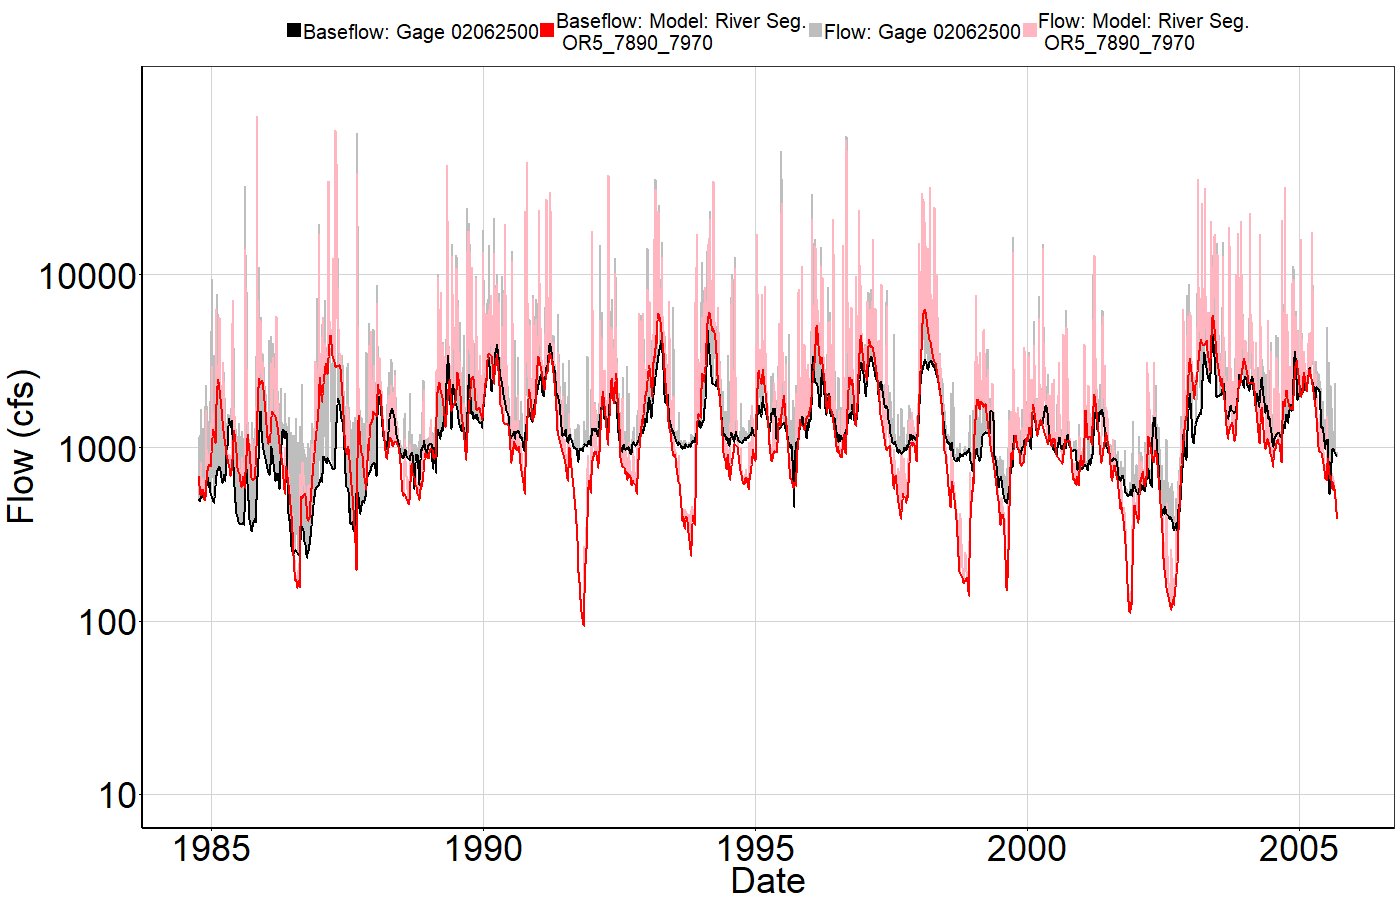 Baseflow: Gage 02062500 Baseflow: Model: River Seg. Flow: Gage 02062500 Flow: Model: River Seg.
OR5_7890_7970 OR5_7890_7970
Flow (cfs)
10000
1000
100
10
1985 1990 1995 2000 2005
Date